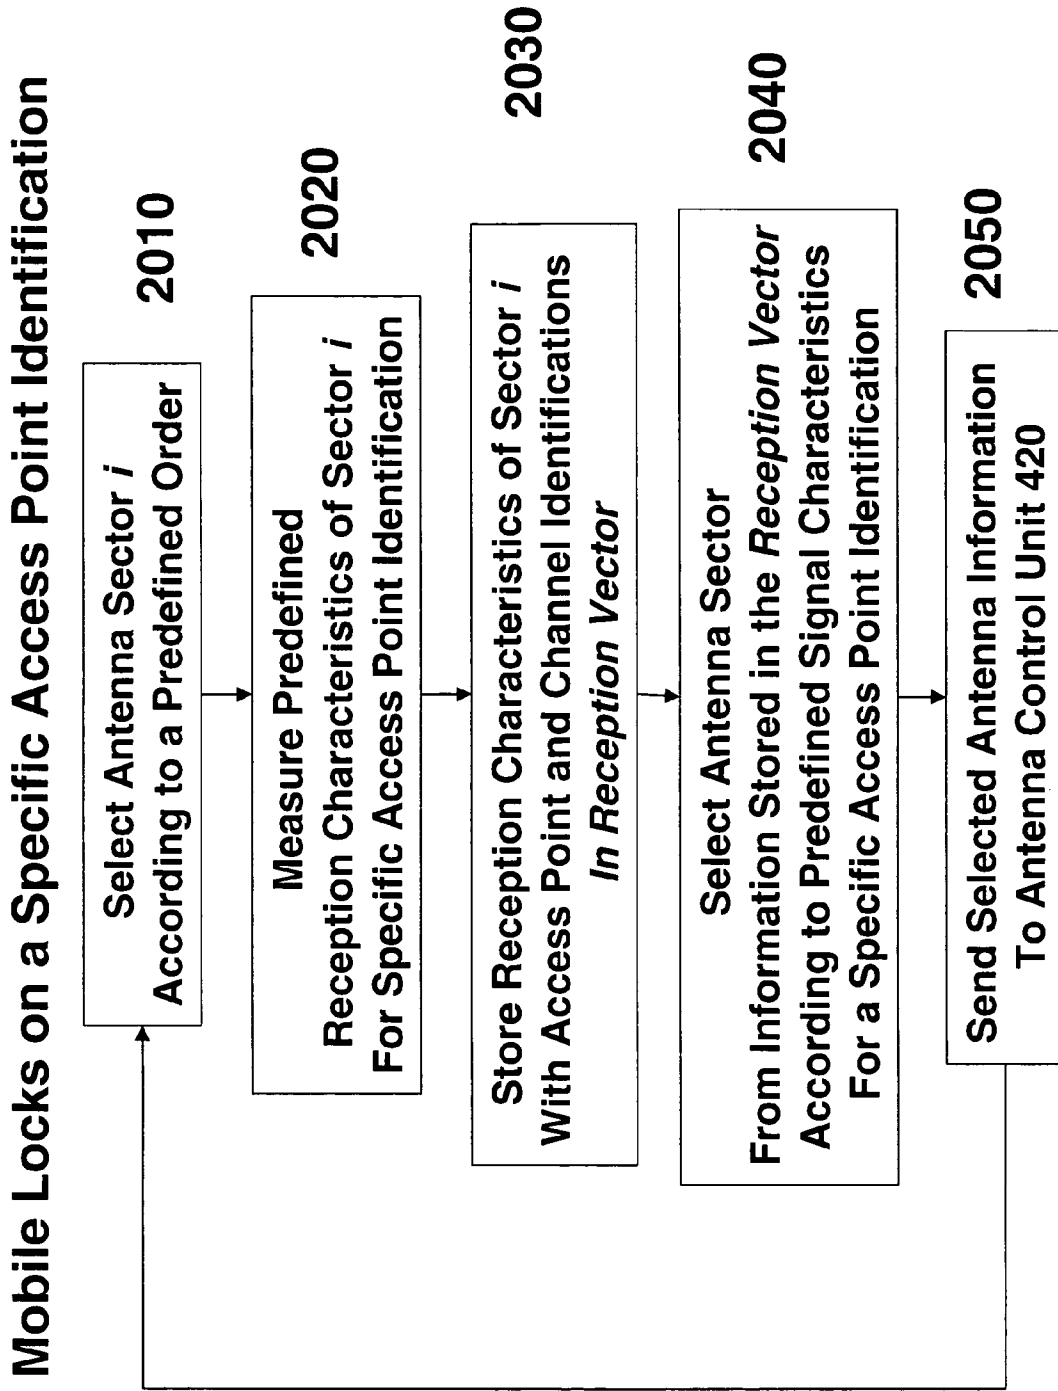 Mobile Locks on a Specific Access Point Identification
Select Antenna Sector i
According to a Predefined Order
2010
Measure Predefined
Reception Characteristics of Sector i
For Specific Access Point Identification
2020
Store Reception Characteristics of Sector i
With Access Point and Channel Identifications
In Reception Vector
2030
Select Antenna Sector
From Information Stored in the Reception Vector
According to Predefined Signal Characteristics
For a Specific Access Point Identification
2040
Send Selected Antenna Information
To Antenna Control Unit 420
2050